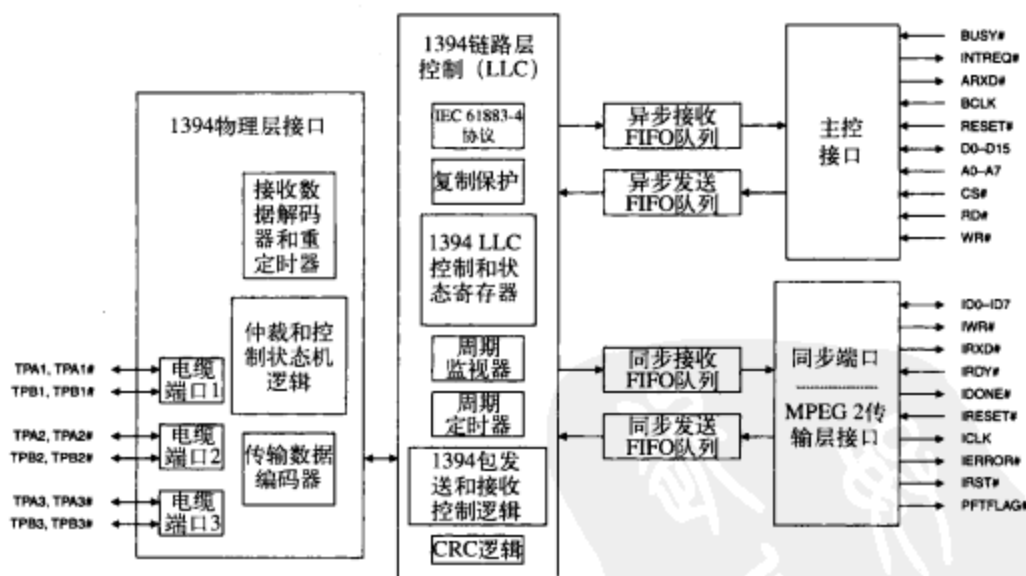 1394物理层接口
接收数
据解码
器和重
定时器
仲裁和控
制状态机
逻辑
传输数据
编码器
TPA1, TPA1#
TPB1, TPB1#
电缆
端口1
TPA2, TPA2#
TPB2, TPB2#
电缆
端口2
TPA3, TPA3#
TPB3, TPB3#
电缆
端口3
1394链路层
控制（LLC）
IEC 61883-4
协议
复制保护
1394 LLC
控制和状
态寄存器
周期
监视器
周期
定时器
1394包发
送和接收
控制逻辑
CRC逻辑
异步接收
FIFO队列
异步发送
FIFO队列
同步接收
FIFO队列
同步发送
FIFO队列
主控
接口
BUSY#
INTREQ#
ARXD#
BCLK
RESET#
D0–D15
A0–A7
CS#
RD#
WR#
同步端口
MPEG 2传
输层接口
ID0–ID7
IWR#
IRXD#
IRDY#
IDONE#
IRESET#
ICLK
IERROR#
IRST#
PFTFLAG#